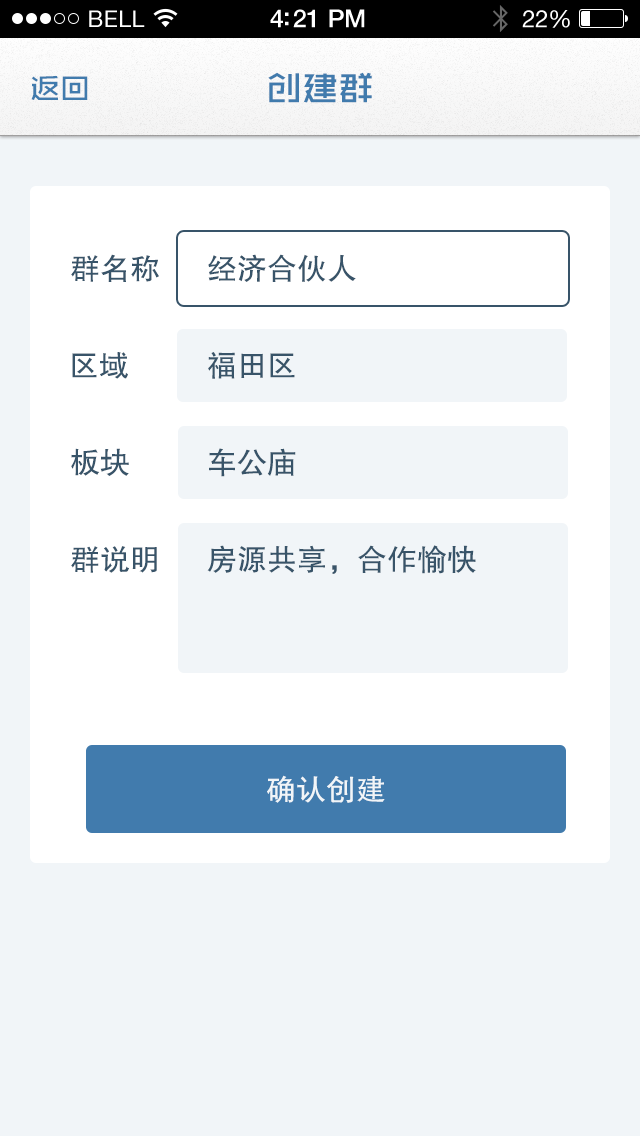 BELL 4:21 PM 22%
返回 创建群
群名称 经济合伙人
区域 福田区
板块 车公庙
群说明 房源共享，合作愉快
确认创建